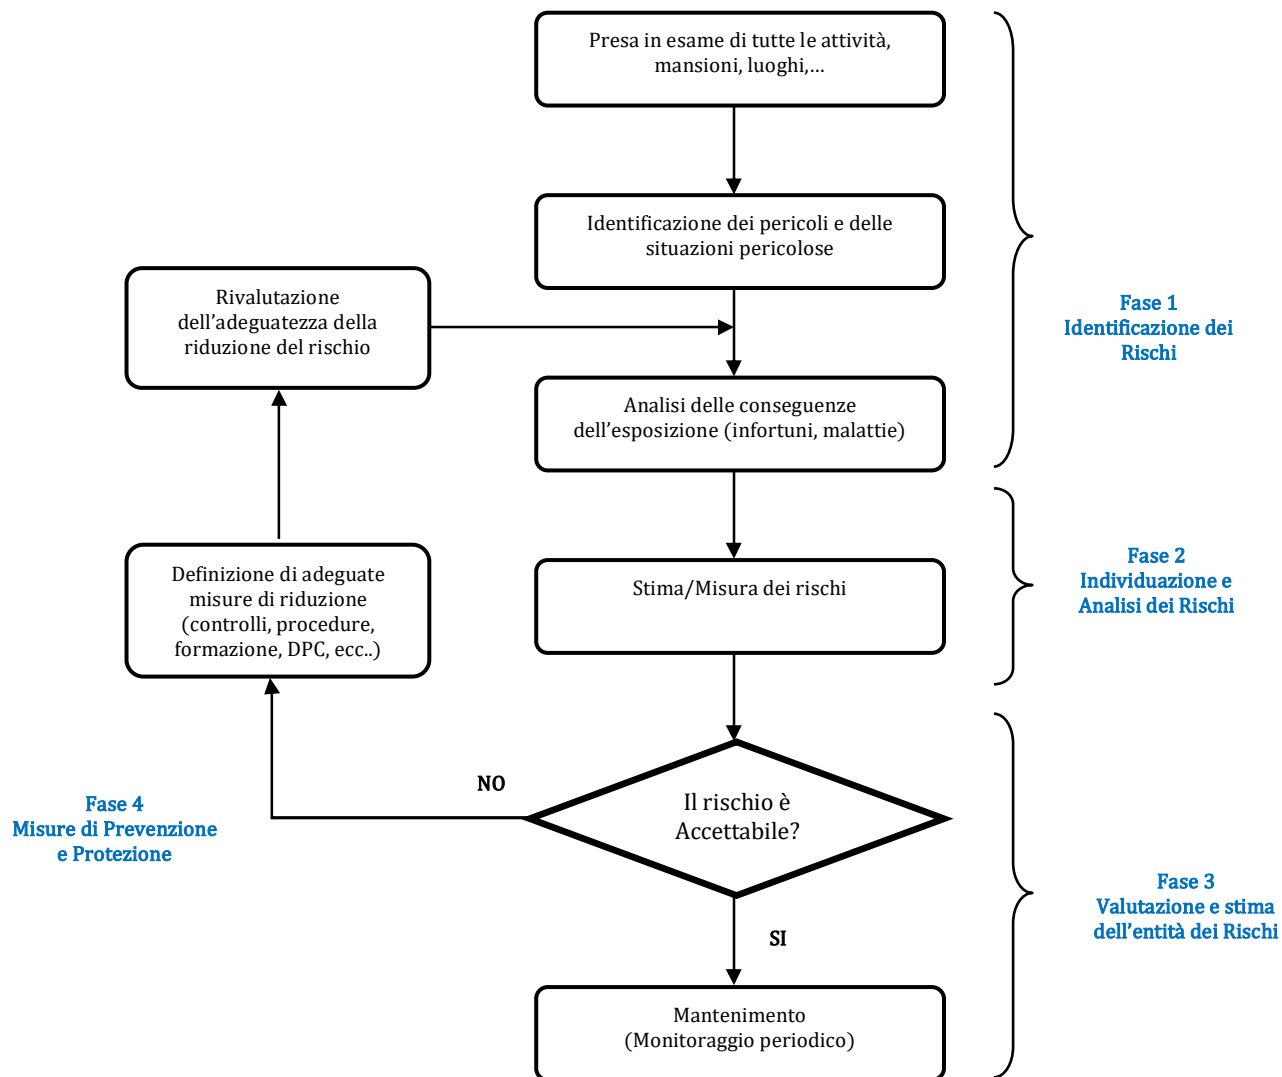 Presa in esame di tutte le attività,
mansioni, luoghi,…
Identificazione dei pericoli e delle
situazioni pericolose
Rivalutazione
dell’adeguatezza della
riduzione del rischio
Fase 1
Identificazione dei
Rischi
Analisi delle conseguenze
dell’esposizione (infortuni, malattie)
Definizione di adeguate
misure di riduzione
(controlli, procedure,
formazione, DPC, ecc..)
Stima/Misura dei rischi
Fase 2
Individuazione e
Analisi dei Rischi
NO
Il rischio è
Accettabile?
Fase 4
Misure di Prevenzione
e Protezione
Fase 3
Valutazione e stima
dell’entità dei Rischi
SI
Mantenimento
(Monitoraggio periodico)